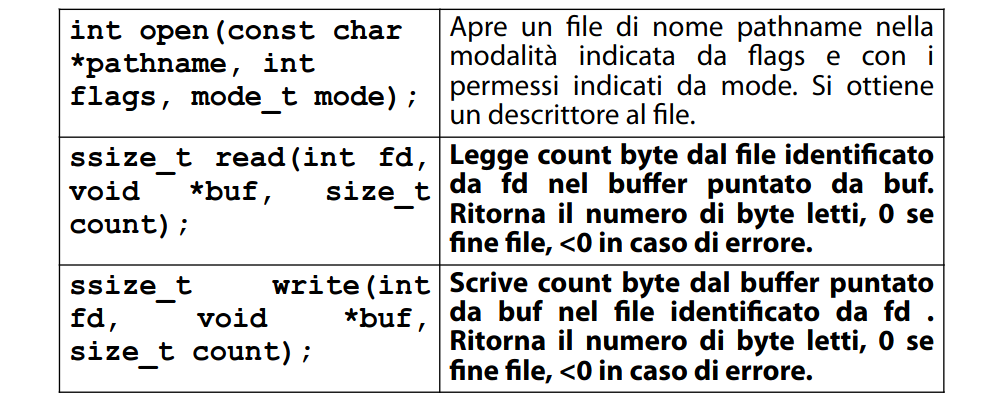 int open(const char
*pathname, int
flags, mode_t mode);
Apre un file di nome pathname nella
modalità indicata da flags e con i
permessi indicati da mode. Si ottiene
un descrittore al file.
ssize_t read(int fd,
void *buf, size_t
count);
Legge count byte dal file identificato
da fd nel buffer puntato da buf.
Ritorna il numero di byte letti, 0 se
fine file, <0 in caso di errore.
ssize_t write(int
fd, void *buf,
size_t count);
Scrive count byte dal buffer puntato
da buf nel file identificato da fd .
Ritorna il numero di byte letti, 0 se
fine file, <0 in caso di errore.